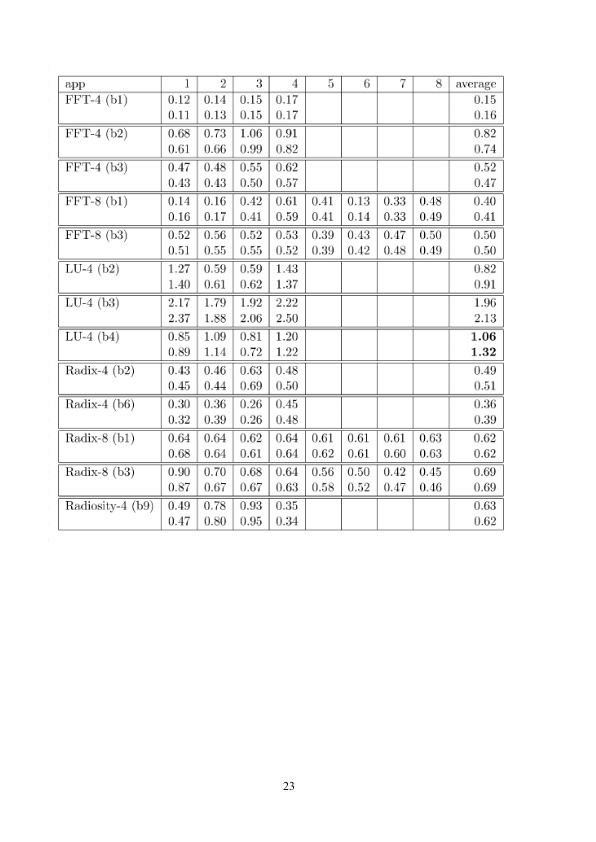 app 1 2 3 4 5 6 7 8 average
FFT-4 (b1) 0.12 0.14 0.15 0.17 0.15
0.11 0.13 0.15 0.17 0.16
FFT-4 (b2) 0.68 0.73 1.06 0.91 0.82
0.61 0.66 0.99 0.82 0.74
FFT-4 (b3) 0.47 0.48 0.55 0.62 0.52
0.43 0.43 0.50 0.57 0.47
FFT-8 (b1) 0.14 0.16 0.42 0.61 0.41 0.13 0.33 0.48 0.40
0.16 0.17 0.41 0.59 0.41 0.14 0.33 0.49 0.41
FFT-8 (b3) 0.52 0.56 0.52 0.53 0.39 0.43 0.47 0.50 0.50
0.51 0.55 0.55 0.52 0.39 0.42 0.48 0.49 0.50
LU-4 (b2) 1.27 0.59 0.59 1.43 0.82
1.40 0.61 0.62 1.37 0.91
LU-4 (b3) 2.17 1.79 1.92 2.22 1.96
2.37 1.88 2.06 2.50 2.13
LU-4 (b4) 0.85 1.09 0.81 1.20 1.06
0.89 1.14 0.72 1.22 1.32
Radix-4 (b2) 0.43 0.46 0.63 0.48 0.49
0.45 0.44 0.69 0.50 0.51
Radix-4 (b6) 0.30 0.36 0.26 0.45 0.36
0.32 0.39 0.26 0.48 0.39
Radix-8 (b1) 0.64 0.64 0.62 0.64 0.61 0.61 0.61 0.63 0.62
0.68 0.64 0.61 0.64 0.62 0.61 0.60 0.63 0.62
Radix-8 (b3) 0.90 0.70 0.68 0.64 0.56 0.50 0.42 0.45 0.69
0.87 0.67 0.67 0.63 0.58 0.52 0.47 0.46 0.69
Radiosity-4 (b9) 0.49 0.78 0.93 0.35 0.63
0.47 0.80 0.95 0.34 0.62
23